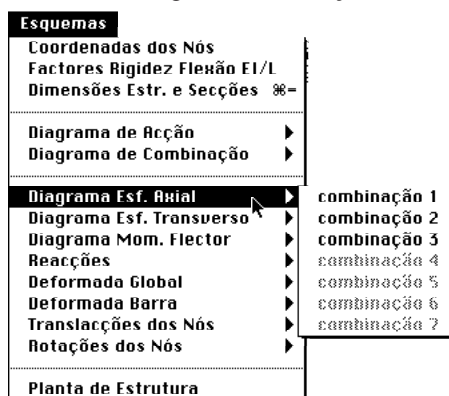 Esquemas
Coordenadas dos Nós
Factores Rigidez Flexão EI/L
Dimensões Estr. e Secções ⌘=
Diagrama de Acção
Diagrama de Combinação
Diagrama Esf. Axial
combinação 1
Diagrama Esf. Transverso
combinação 2
Diagrama Mom. Flector
combinação 3
Reacções
combinação 4
Deformada Global
combinação 5
Deformada Barra
combinação 6
Translacções dos Nós
combinação 7
Rotações dos Nós
Planta de Estrutura